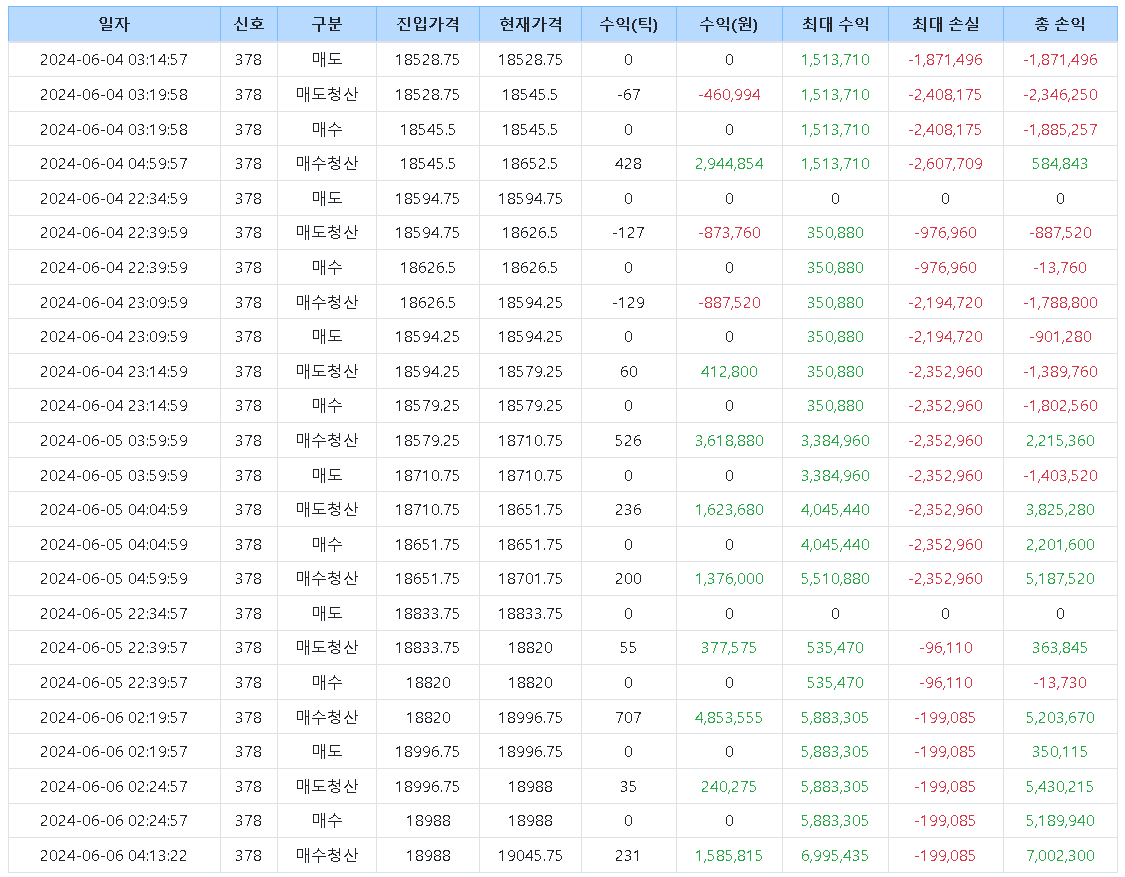 일자 신호 구분 진입가격 현재가격 수익(틱) 수익(원) 최대 수익 최대 손실 총 손익
2024-06-04 03:14:57 378 매도 18528.75 18528.75 0 0 1,513,710 -1,871,496 -1,871,496
2024-06-04 03:19:58 378 매도청산 18528.75 18545.5 -67 -460,994 1,513,710 -2,408,175 -2,346,250
2024-06-04 03:19:58 378 매수 18545.5 18545.5 0 0 1,513,710 -2,408,175 -1,885,257
2024-06-04 04:59:57 378 매수청산 18545.5 18652.5 428 2,944,854 1,513,710 -2,607,709 584,843
2024-06-04 22:34:59 378 매도 18594.75 18594.75 0 0 0 0 0
2024-06-04 22:39:59 378 매도청산 18594.75 18626.5 -127 -873,760 350,880 -976,960 -887,520
2024-06-04 22:39:59 378 매수 18626.5 18626.5 0 0 350,880 -976,960 -13,760
2024-06-04 23:09:59 378 매수청산 18626.5 18594.25 -129 -887,520 350,880 -2,194,720 -1,788,800
2024-06-04 23:09:59 378 매도 18594.25 18594.25 0 0 350,880 -2,194,720 -901,280
2024-06-04 23:14:59 378 매도청산 18594.25 18579.25 60 412,800 350,880 -2,352,960 -1,389,760
2024-06-04 23:14:59 378 매수 18579.25 18579.25 0 0 350,880 -2,352,960 -1,802,560
2024-06-05 03:59:59 378 매수청산 18579.25 18710.75 526 3,618,880 3,384,960 -2,352,960 2,215,360
2024-06-05 03:59:59 378 매도 18710.75 18710.75 0 0 3,384,960 -2,352,960 -1,403,520
2024-06-05 04:04:59 378 매도청산 18710.75 18651.75 236 1,623,680 4,045,440 -2,352,960 3,825,280
2024-06-05 04:04:59 378 매수 18651.75 18651.75 0 0 4,045,440 -2,352,960 2,201,600
2024-06-05 04:59:59 378 매수청산 18651.75 18701.75 200 1,376,000 5,510,880 -2,352,960 5,187,520
2024-06-05 22:34:57 378 매도 18833.75 18833.75 0 0 0 0 0
2024-06-05 22:39:57 378 매도청산 18833.75 18820 55 377,575 535,470 -96,110 363,845
2024-06-05 22:39:57 378 매수 18820 18820 0 0 535,470 -96,110 -13,730
2024-06-06 02:19:57 378 매수청산 18820 18996.75 707 4,853,555 5,883,305 -199,085 5,203,670
2024-06-06 02:19:57 378 매도 18996.75 18996.75 0 0 5,883,305 -199,085 350,115
2024-06-06 02:24:57 378 매도청산 18996.75 18988 35 240,275 5,883,305 -199,085 5,430,215
2024-06-06 02:24:57 378 매수 18988 18988 0 0 5,883,305 -199,085 5,189,940
2024-06-06 04:13:22 378 매수청산 18988 19045.75 231 1,585,815 6,995,435 -199,085 7,002,300